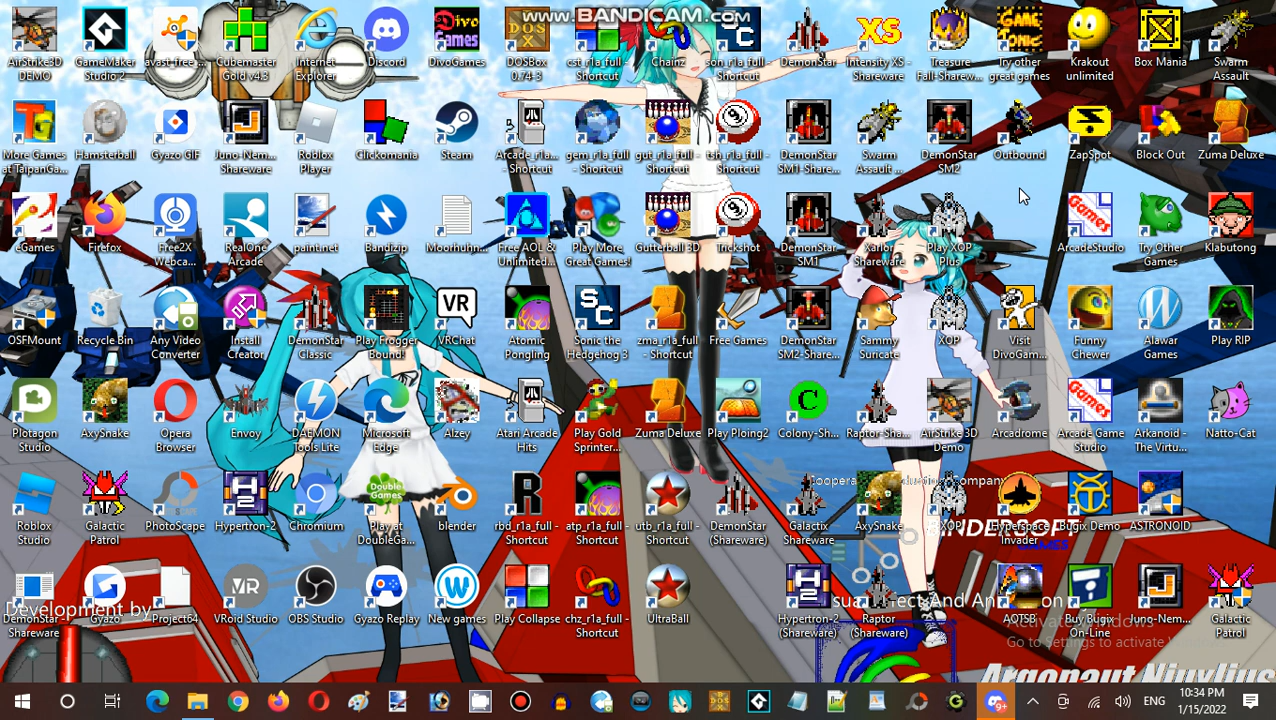 www.BANDICAM.com
AirStrike3D
DEMO
GameMaker
Studio 2
avast_free_...
Cubemaster
Gold v4.3
Internet
Explorer
Discord
DivoGames
DOSBox
0.74-3
cst_r1a_full -
Shortcut
Chainz
son_r1a_full -
Shortcut
DemonStar
Intensity XS -
Shareware
Treasure
Fall-Sharew...
Try other
great games
Krakout
unlimited
Box Mania
Swarm
Assault
More Games
at TaipanGa...
Hamsterball
Gyazo GIF
Juno-Nem...
Shareware
Roblox
Player
Clickomania
Steam
Arcade_r1a...
- Shortcut
gem_r1a_full
- Shortcut
gut_r1a_full -
Shortcut
tsh_r1a_full -
Shortcut
DemonStar
SM1-Share...
Swarm
Assault ...
DemonStar
SM2
Outbound
ZapSpot
Block Out
Zuma Deluxe
eGames
Firefox
Free2X
Webca...
RealOne
Arcade
paint.net
Bandizip
Moorhuhn...
Free AOL &
Unlimited...
Play More
Great Games!
Gutterball 3D
Trickshot
DemonStar
SM1
Xarlor
Shareware
Play XOP
Plus
ArcadeStudio
Try Other
Games
Klabutong
OSFMount
Recycle Bin
Any Video
Converter
Install
Creator
DemonStar
Classic
Play Frogger
Bound!
VRChat
Atomic
Pongling
Sonic the
Hedgehog 3
zma_r1a_full
- Shortcut
Free Games
DemonStar
SM2-Share...
Sammy
Suricate
XOP
Visit
DivoGam...
Funny
Chewer
Alawar
Games
Play RIP
Plotagon
Studio
AxySnake
Opera
Browser
Envoy
DAEMON
Tools Lite
Microsoft
Edge
Alzey
Atari Arcade
Hits
Play Gold
Sprinter...
Zuma Deluxe
Play Ploing2
Colony-Sh...
Raptor-Sha...
AirStrike 3D
Demo
Arcadrome
Arcade Game
Studio
Arkanoid -
The Virtu...
Natto-Cat
Roblox
Studio
Galactic
Patrol
PhotoScape
Hypertron-2
Chromium
Play at
DoubleGa...
blender
rbd_r1a_full -
Shortcut
atp_r1a_full -
Shortcut
utb_r1a_full -
Shortcut
DemonStar
(Shareware)
Galactix
Shareware
AxySnake
XOP
Hyperspace
Invader
Bugix Demo
ASTRONOID
DemonStar
Shareware
Gyazo
Project64
VRoid Studio
OBS Studio
Gyazo Replay
New games
Play Collapse
chz_r1a_full -
Shortcut
UltraBall
Hypertron-2
(Shareware)
Raptor
(Shareware)
AOTSB
Buy Bugix
On-Line
Juno-Nem...
Shareware
Galactic
Patrol
Development by
Activate Windows
Go to Settings to activate Windows.
ENG
10:34 PM
1/15/2022
9+